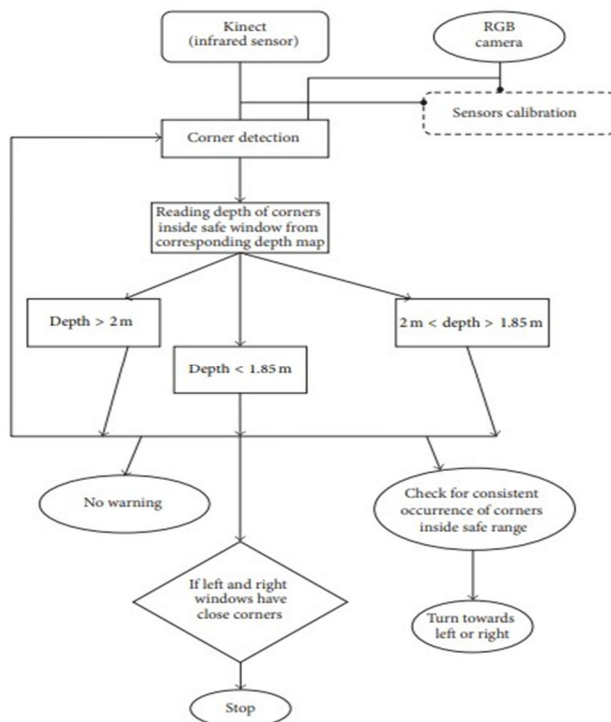 Kinect
(infrared sensor)
RGB
camera
Sensors calibration
Corner detection
Reading depth of corners
inside safe window from
corresponding depth map
Depth > 2 m
2 m < depth > 1.85 m
Depth < 1.85 m
No warning
Check for consistent
occurrence of corners
inside safe range
If left and right
windows have
close corners
Turn towards
left or right
Stop